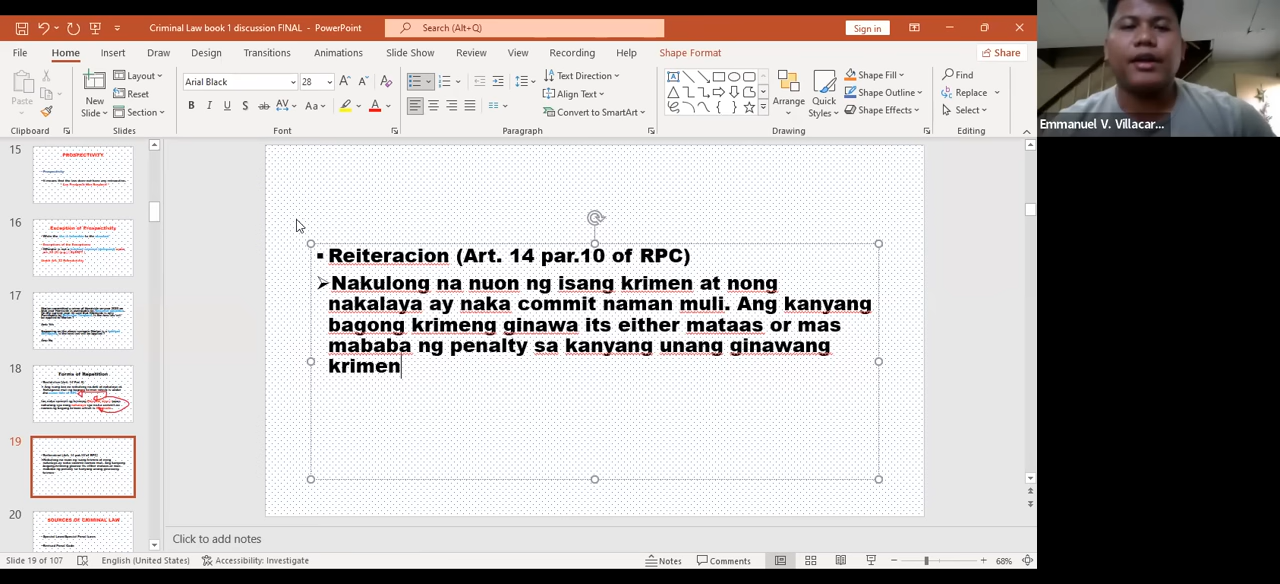 Criminal Law book 1 discussion FINAL - PowerPoint
Search (Alt+Q)
Sign in
File Home Insert Draw Design Transitions Animations Slide Show Review View Recording Help Shape Format
Share
Paste
New Slide
Layout
Reset
Section
Arial Black 28
B I U S ab AV Aa A
Text Direction
Align Text
Convert to SmartArt
Arrange
Quick Styles
Shape Fill
Shape Outline
Shape Effects
Find
Replace
Select
Clipboard Slides Font Paragraph Drawing Editing
Emmanuel V. Villacar...
15
PROSPECTIVITY
16
Exception of Prospectivity
17
18
Forms of Repetition
19
20
SOURCES OF CRIMINAL LAW
▪ Reiteracion (Art. 14 par.10 of RPC)
➢Nakulong na nuon ng isang krimen at nong
nakalaya ay naka commit naman muli. Ang kanyang
bagong krimeng ginawa its either mataas or mas
mababa ng penalty sa kanyang unang ginawang
krimen
Click to add notes
Slide 19 of 107 English (United States) Accessibility: Investigate Notes Comments 68%